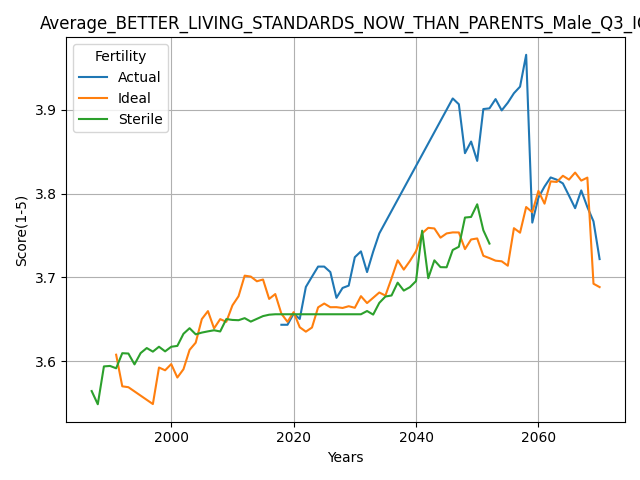 Average_BETTER_LIVING_STANDARDS_NOW_THAN_PARENTS_Male_Q3_
Fertility
Actual
Ideal
Sterile
Score(1-5)
3.9
3.8
3.7
3.6
2000 2020 2040 2060
Years